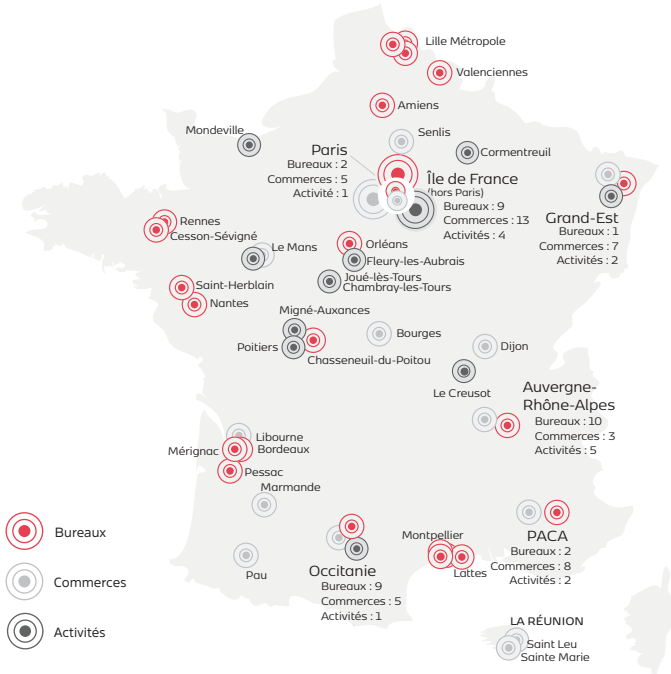 Lille Métropole
Valenciennes
Amiens
Mondeville
Senlis
Cormentreuil
Paris
Bureaux : 2
Commerces : 5
Activité : 1
Île de France
(hors Paris)
Bureaux : 9
Commerces : 13
Activités : 4
Grand-Est
Bureaux : 1
Commerces : 7
Activités : 2
Rennes
Cesson-Sévigné
Le Mans
Orléans
Fleury-les-Aubrais
Joué-lès-Tours
Chambray-les-Tours
Saint-Herblain
Nantes
Migné-Auxances
Poitiers
Chasseneuil-du-Poitou
Bourges
Dijon
Le Creusot
Auvergne-
Rhône-Alpes
Bureaux : 10
Commerces : 3
Activités : 5
Libourne
Bordeaux
Mérignac
Pessac
Marmande
Pau
Occitanie
Bureaux : 9
Commerces : 5
Activités : 1
Montpellier
Lattes
PACA
Bureaux : 2
Commerces : 8
Activités : 2
LA RÉUNION
Saint Leu
Sainte Marie
Bureaux
Commerces
Activités